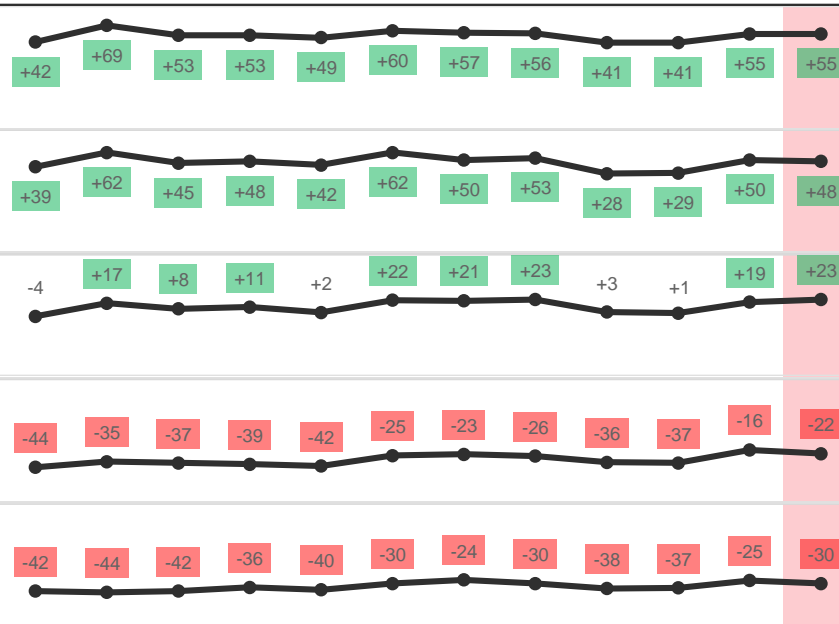 +42 +69 +53 +53 +49 +60 +57 +56 +41 +41 +55 +55
+39 +62 +45 +48 +42 +62 +50 +53 +28 +29 +50 +48
-4 +17 +8 +11 +2 +22 +21 +23 +3 +1 +19 +23
-44 -35 -37 -39 -42 -25 -23 -26 -36 -37 -16 -22
-42 -44 -42 -36 -40 -30 -24 -30 -38 -37 -25 -30